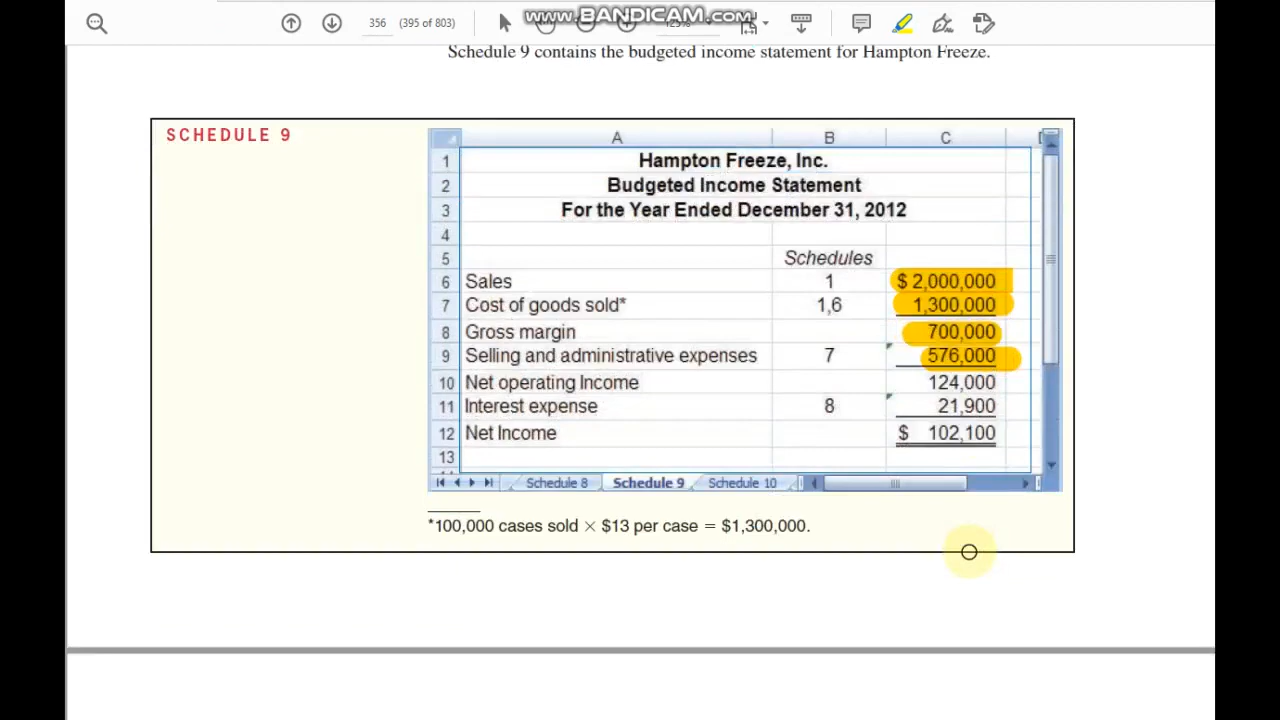 www.BANDICAM.com
356 (395 of 803)
Schedule 9 contains the budgeted income statement for Hampton Freeze.
SCHEDULE 9
A B C
1 Hampton Freeze, Inc.
2 Budgeted Income Statement
3 For the Year Ended December 31, 2012
4
5 Schedules
6 Sales 1 $ 2,000,000
7 Cost of goods sold* 1,6 1,300,000
8 Gross margin 700,000
9 Selling and administrative expenses 7 576,000
10 Net operating Income 124,000
11 Interest expense 8 21,900
12 Net Income $ 102,100
13
Schedule 8 Schedule 9 Schedule 10
*100,000 cases sold × $13 per case = $1,300,000.